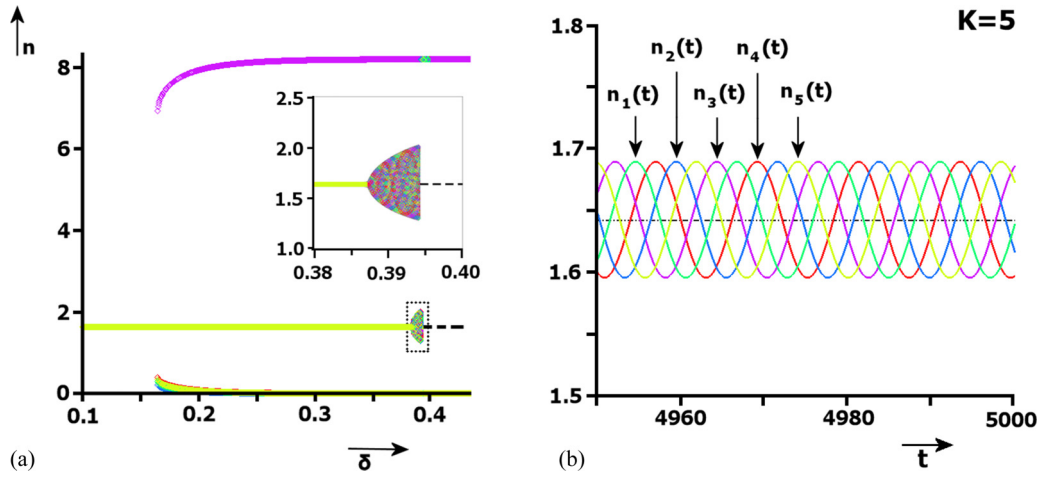 n
8
6
4
2
0
0.1 0.2 0.3 0.4
δ
2.5
2.0
1.5
1.0
0.38 0.39 0.40
(a)
K=5
1.8
1.7
1.6
1.5
n₂(t) n₄(t)
n₁(t) n₃(t) n₅(t)
4960 4980 5000
t
(b)